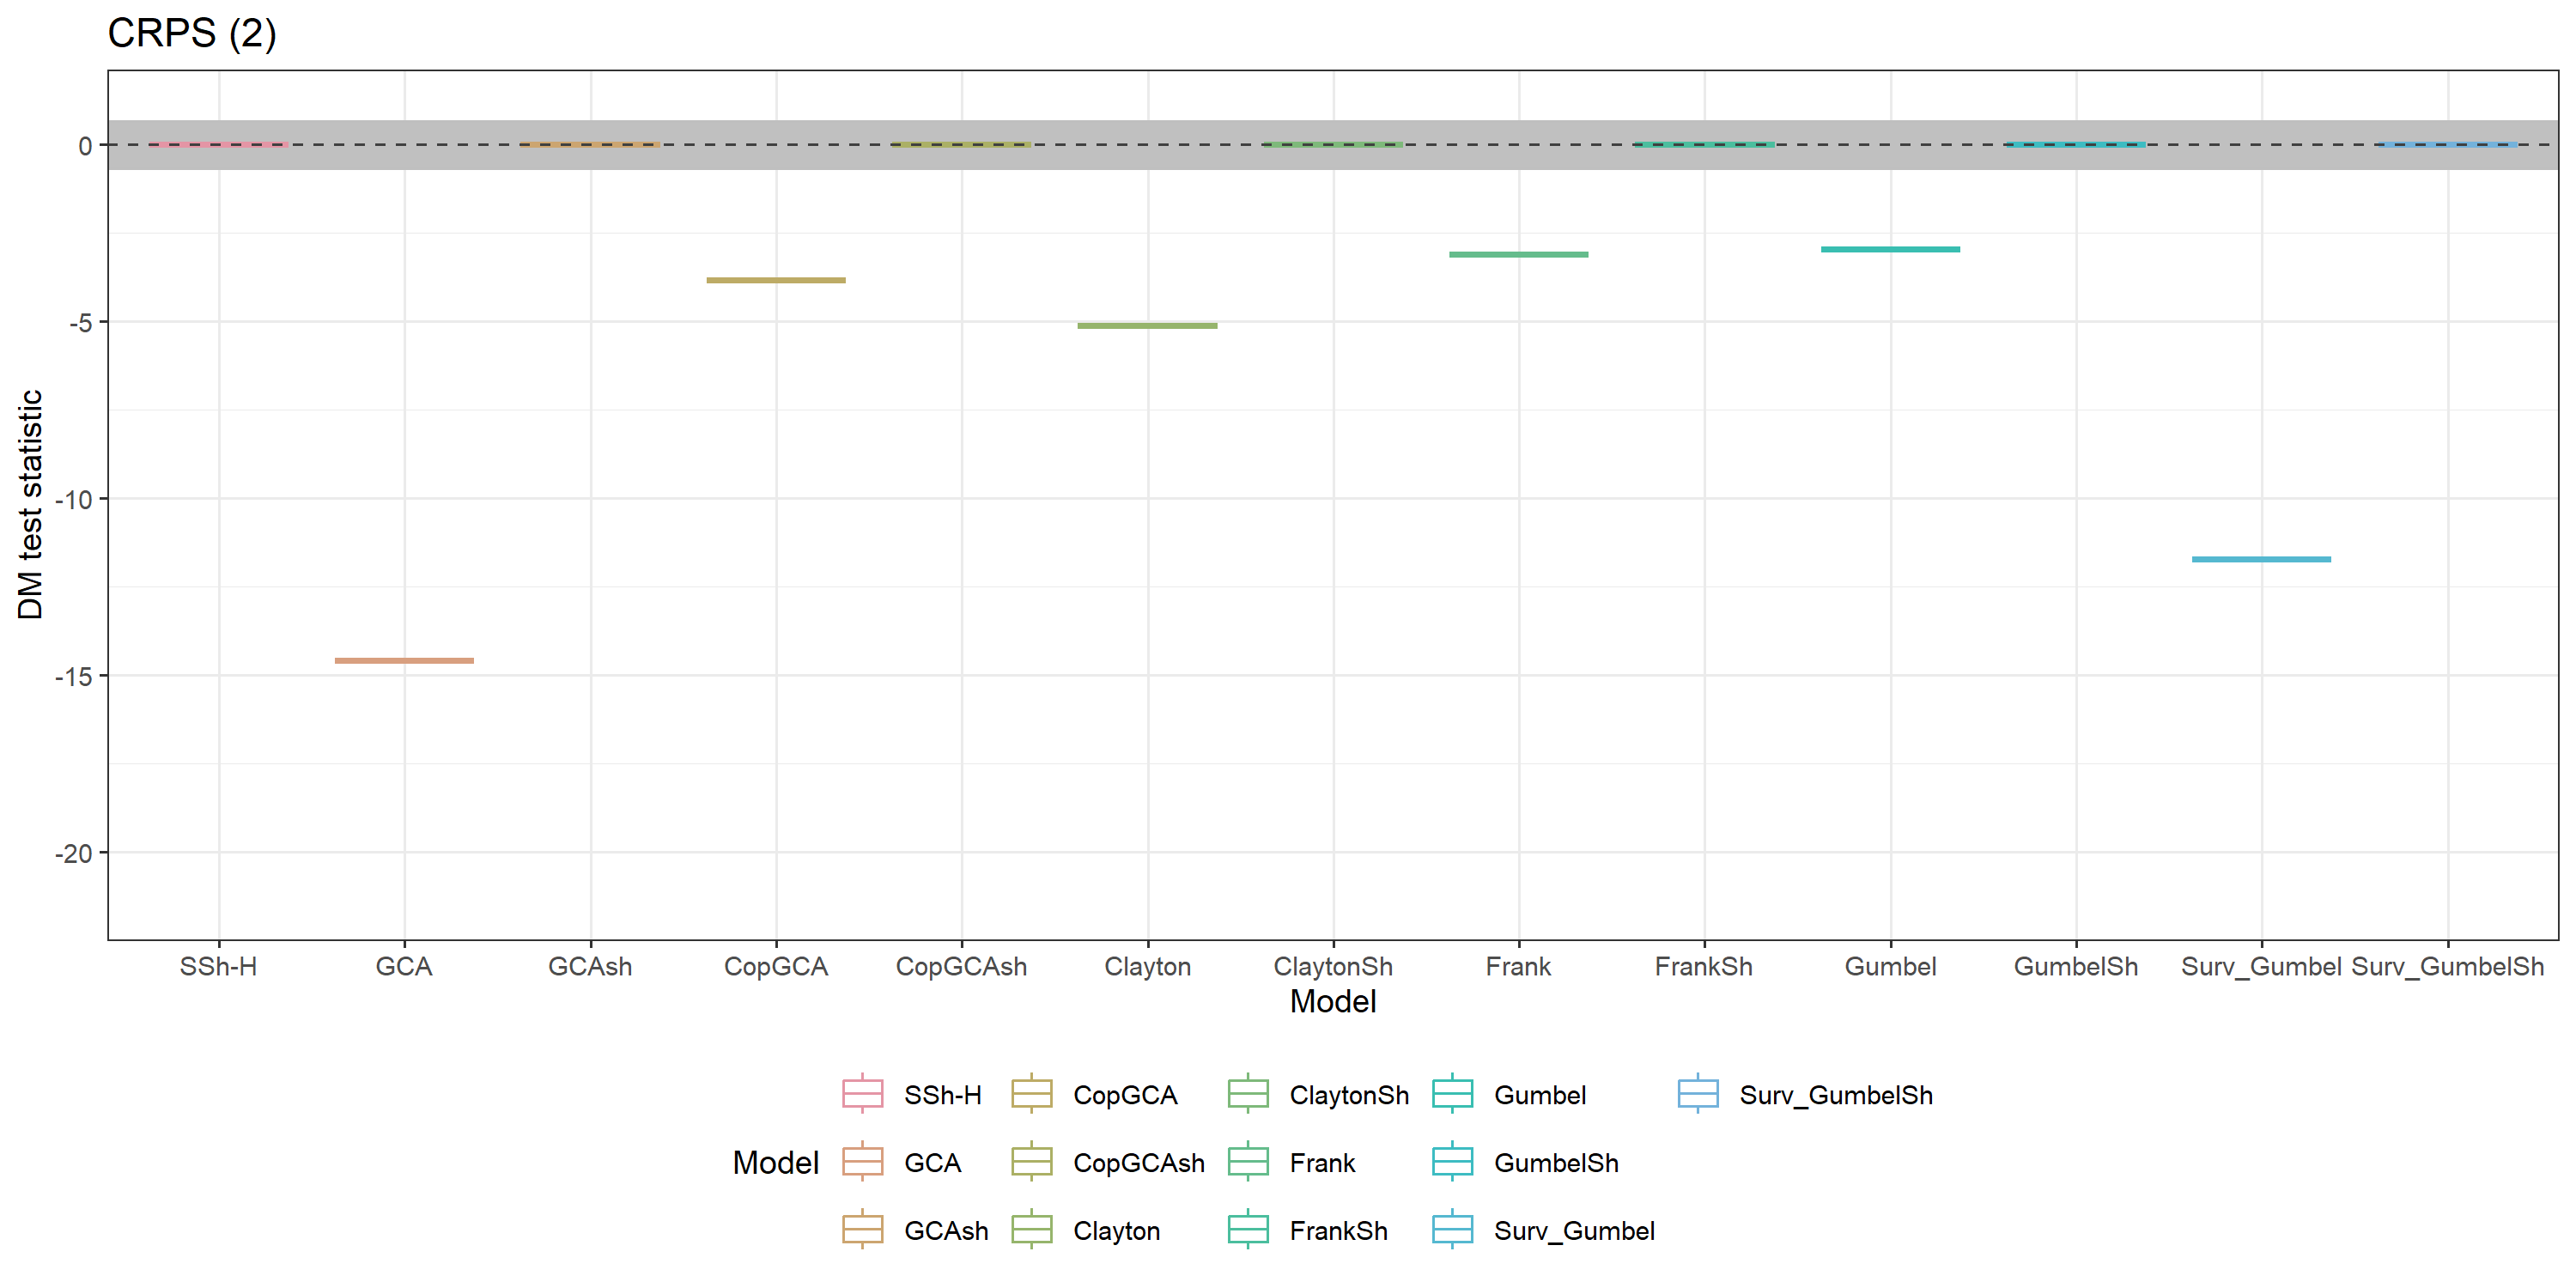 CRPS (2)
DM test statistic
0
-5
-10
-15
-20
SSh-H GCA GCAsh CopGCA CopGCAsh Clayton ClaytonSh Frank FrankSh Gumbel GumbelSh Surv_Gumbel Surv_GumbelSh
Model
SSh-H CopGCA ClaytonSh Gumbel Surv_GumbelSh
Model GCA CopGCAsh Frank GumbelSh
GCAsh Clayton FrankSh Surv_Gumbel